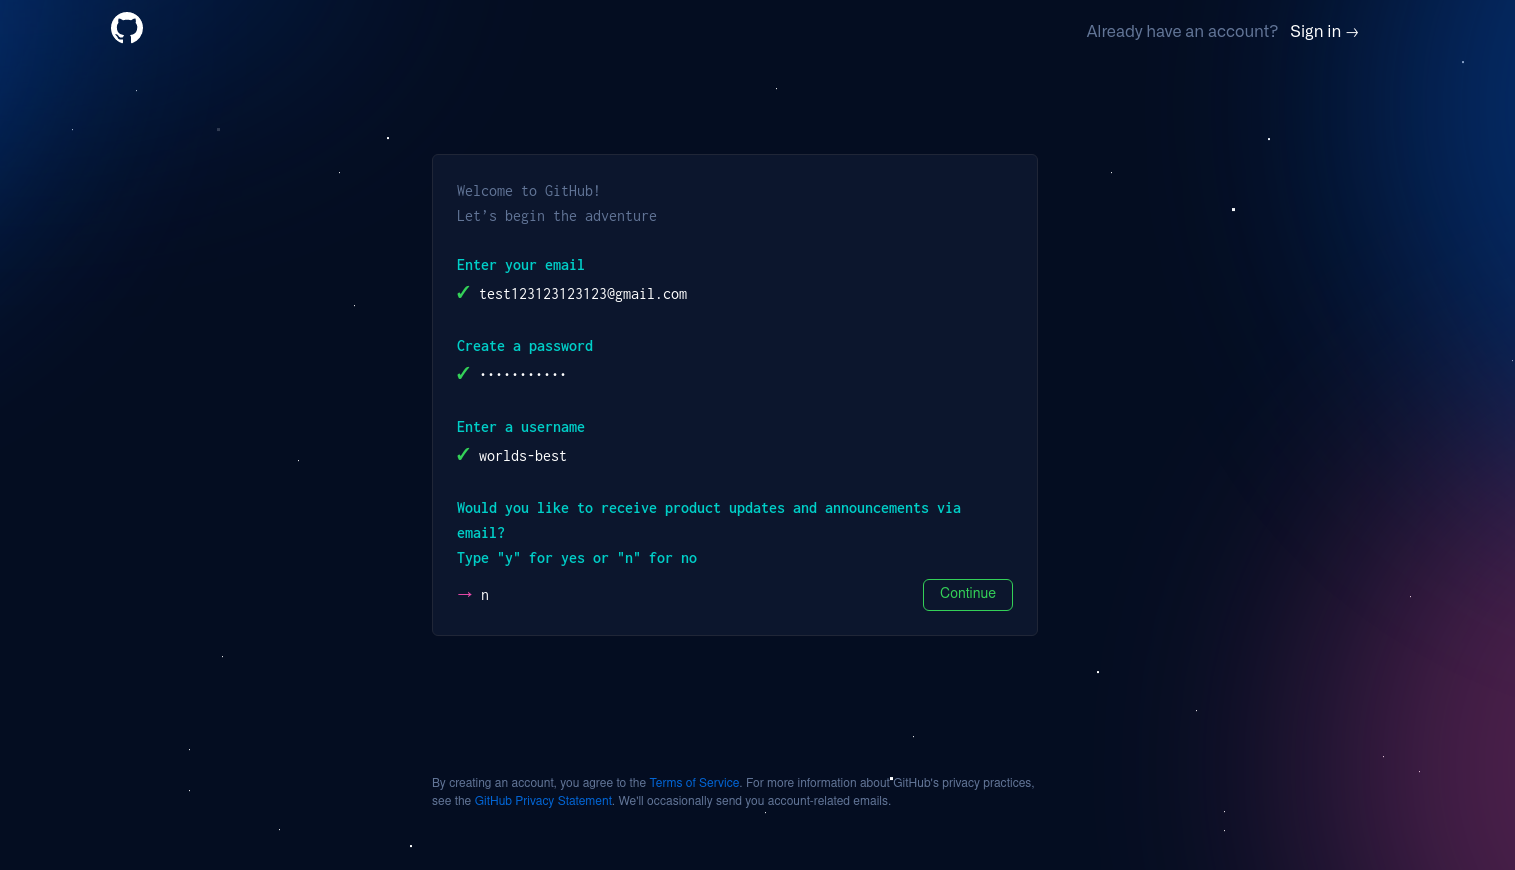 Already have an account? Sign in →
Welcome to GitHub!
Let’s begin the adventure
Enter your email
✓ test123123123123@gmail.com
Create a password
✓ •••••••••••
Enter a username
✓ worlds-best
Would you like to receive product updates and announcements via
email?
Type "y" for yes or "n" for no
→ n
Continue
By creating an account, you agree to the Terms of Service. For more information about GitHub's privacy practices,
see the GitHub Privacy Statement. We'll occasionally send you account-related emails.